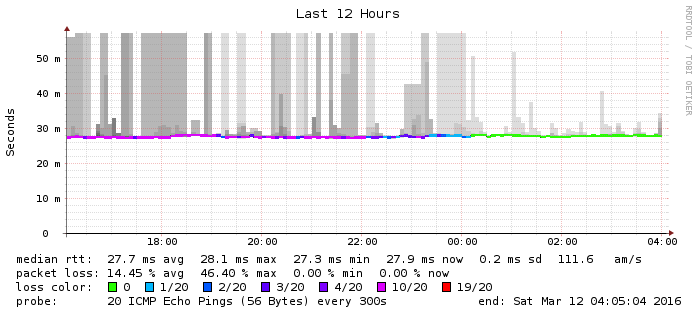 Last 12 Hours
RRDTOOL / TOBI OETIKER
Seconds
50 m
40 m
30 m
20 m
10 m
0
18:00 20:00 22:00 00:00 02:00 04:00
median rtt: 27.7 ms avg 28.1 ms max 27.3 ms min 27.9 ms now 0.2 ms sd 111.6 am/s
packet loss: 14.45 % avg 46.40 % max 0.00 % min 0.00 % now
loss color: 0 1/20 2/20 3/20 4/20 10/20 19/20
probe: 20 ICMP Echo Pings (56 Bytes) every 300s end: Sat Mar 12 04:05:04 2016